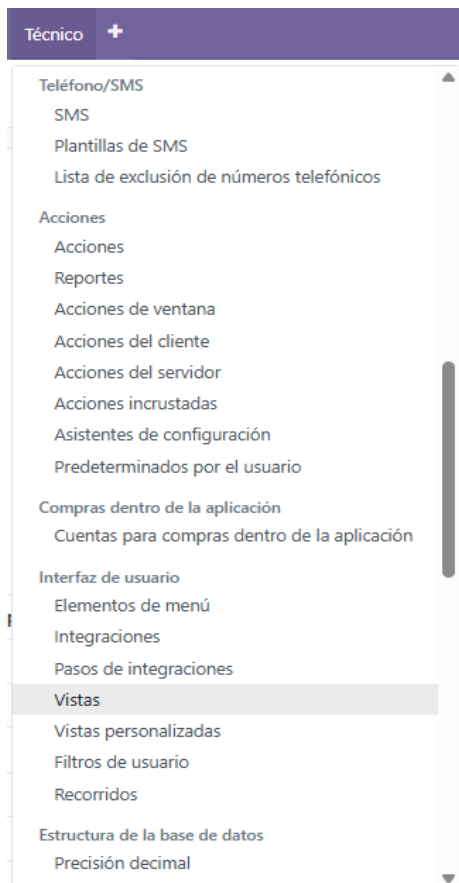 Técnico +
Teléfono/SMS
SMS
Plantillas de SMS
Lista de exclusión de números telefónicos
Acciones
Acciones
Reportes
Acciones de ventana
Acciones del cliente
Acciones del servidor
Acciones incrustadas
Asistentes de configuración
Predeterminados por el usuario
Compras dentro de la aplicación
Cuentas para compras dentro de la aplicación
Interfaz de usuario
Elementos de menú
Integraciones
Pasos de integraciones
Vistas
Vistas personalizadas
Filtros de usuario
Recorridos
Estructura de la base de datos
Precisión decimal